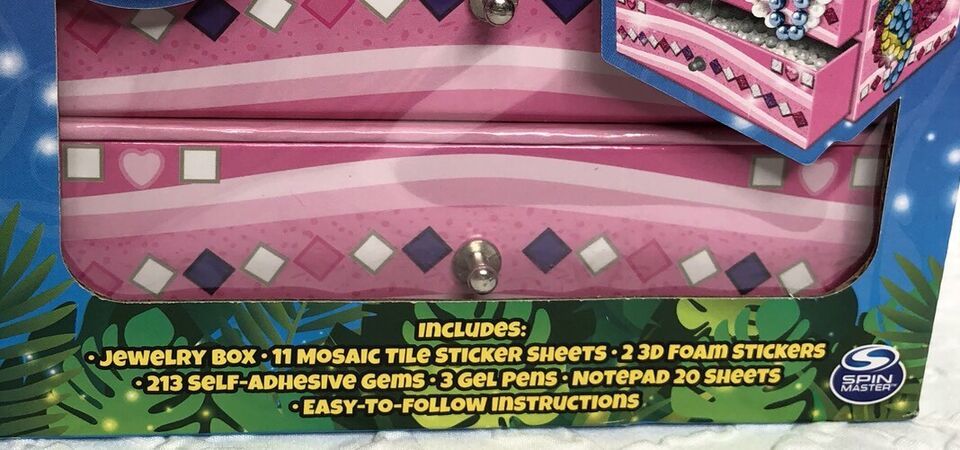 INCLUDES:
• JEWELRY BOX • 11 MOSAIC TILE STICKER SHEETS • 2 3D FOAM STICKERS
• 213 SELF-ADHESIVE GEMS • 3 GEL PENS • NOTEPAD 20 SHEETS
• EASY-TO-FOLLOW INSTRUCTIONS
SPIN
MASTER™